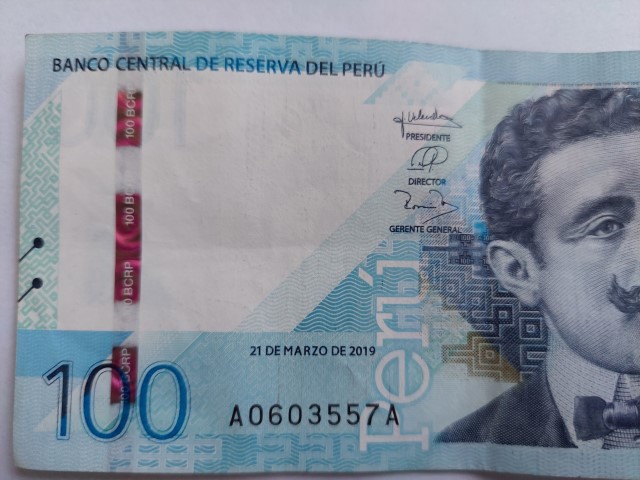 BANCO CENTRAL DE RESERVA DEL PERÚ
100 BCRP
100 BCRP
100 BCRP
100 BCRP
PRESIDENTE
DIRECTOR
GERENTE GENERAL
21 DE MARZO DE 2019
100
A0603557A
Perú